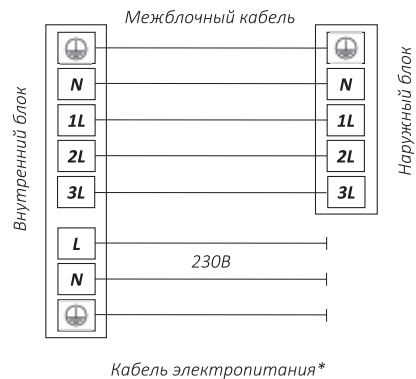 Межблочный кабель
Внутренний блок
N
1L
2L
3L
L
N
Наружный блок
N
1L
2L
3L
230В
Кабель электропитания*